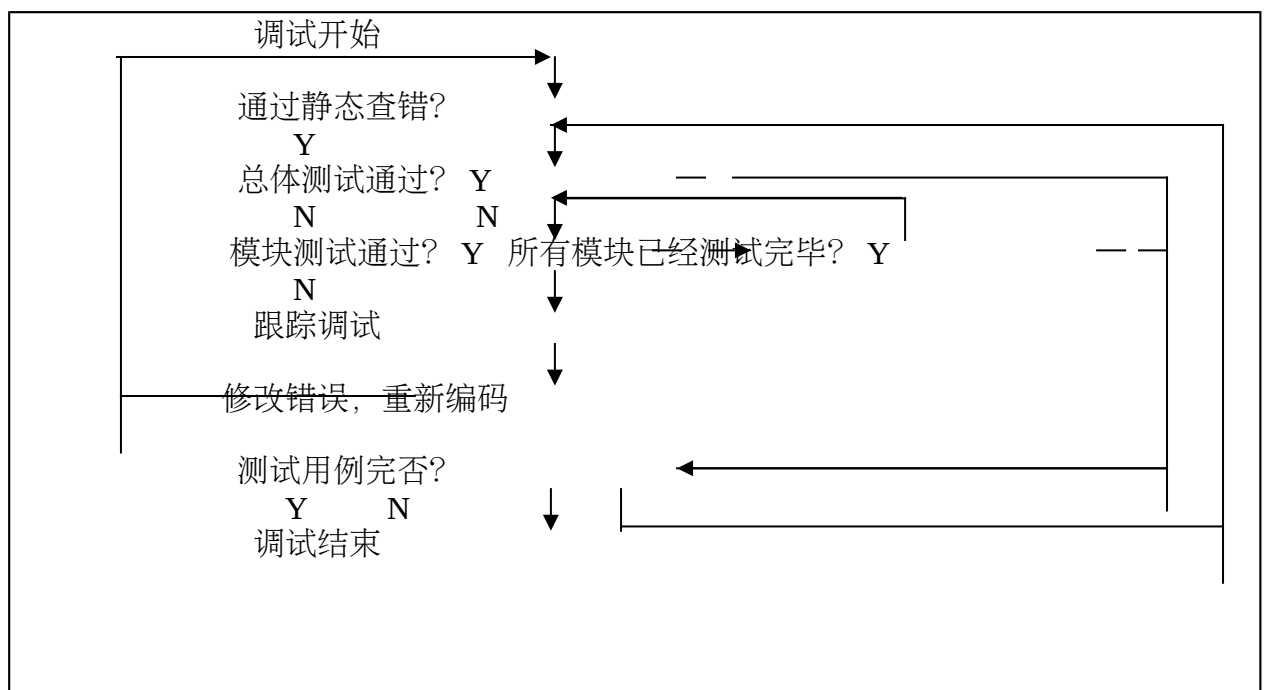 调试开始
通过静态查错?
Y
总体测试通过? Y
N N
模块测试通过? Y 所有模块已经测试完毕? Y
N
跟踪调试
修改错误, 重新编码
测试用例完否?
Y N
调试结束